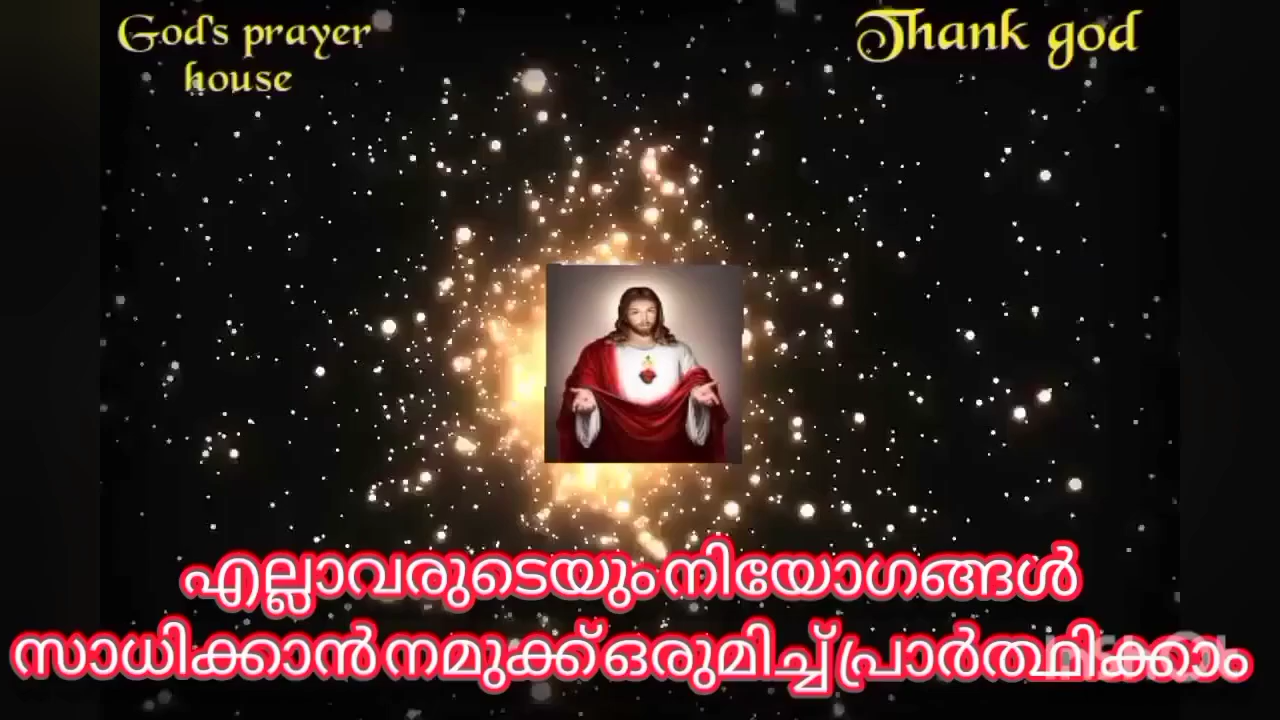 God's prayer
house
Thank god
എല്ലാവരുടെയും നിയോഗങ്ങൾ
സാധിക്കാൻ നമുക്ക് ഒരുമിച്ച് പ്രാർത്ഥിക്കാം